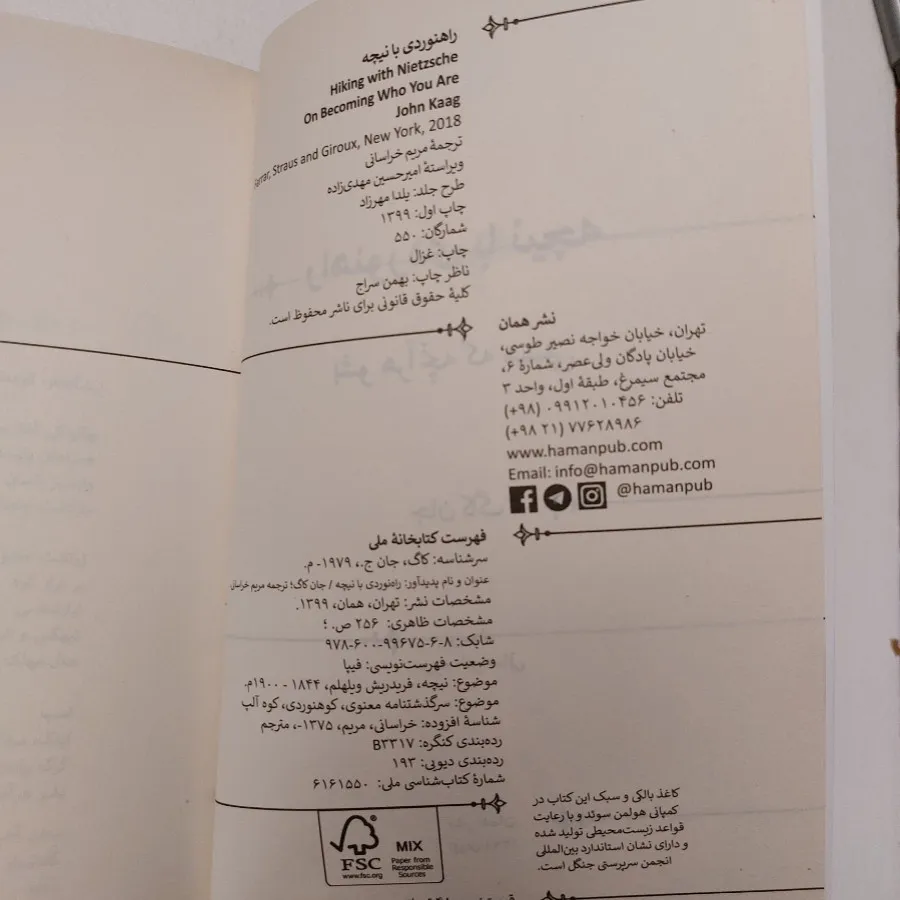 راهنوردی با نیچه
Hiking with Nietzsche
On Becoming Who You Are
John Kaag
Farrar, Straus and Giroux, New York, 2018
ترجمهٔ مریم خراسانی
ویراستهٔ امیرحسین مهدی‌زاده
طرح جلد: یلدا مهرزاد
چاپ اول: ۱۳۹۹
شمارگان: ۵۵۰
چاپ: غزال
ناظر چاپ: بهمن سراج
کلیهٔ حقوق قانونی برای ناشر محفوظ است.
نشر همان
تهران، خیابان خواجه نصیر طوسی،
خیابان پادگان ولی‌عصر، شمارهٔ ۶،
مجتمع سیمرغ، طبقهٔ اول، واحد ۳
تلفن: ۰۹۹۱۲۰۱۰۴۵۶ (۹۸+)
۷۷۶۲۸۹۸۶ (۲۱ ۹۸+)
www.hamanpub.com
Email: info@hamanpub.com
@hamanpub
فهرست کتابخانهٔ ملی
سرشناسه: کاگ، جان ج.، ۱۹۷۹- م.
عنوان و نام پدیدآور: راه‌نوردی با نیچه / جان کاگ؛ ترجمه مریم خراسان
مشخصات نشر: تهران، همان، ۱۳۹۹.
مشخصات ظاهری: ۲۵۶ ص. ؛
شابک: ۸-۶-۹۹۶۷۵-۶۰۰-۹۷۸
وضعیت فهرست‌نویسی: فیپا
موضوع: نیچه، فریدریش ویلهلم، ۱۸۴۴ - ۱۹۰۰م.
موضوع: سرگذشتنامه معنوی، کوهنوردی، کوه آلپ
شناسهٔ افزوده: خراسانی، مریم، ۱۳۷۵-، مترجم
رده‌بندی کنگره: B۳۳۱۷
رده‌بندی دیویی: ۱۹۳
شمارهٔ کتاب‌شناسی ملی: ۶۱۶۱۵۵۰
کاغذ بالکی و سبک این کتاب در
کمپانی هولمن سوئد و با رعایت
قواعد زیست‌محیطی تولید شده
و دارای نشان استاندارد بین‌المللی
انجمن سرپرستی جنگل است.
FSC
www.fsc.org
MIX
Paper from
Responsible
Sources